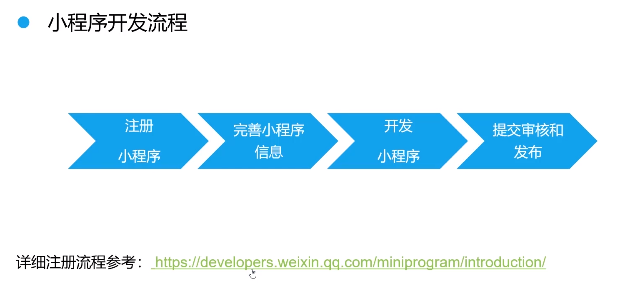 小程序开发流程
注册
小程序
完善小程序
信息
开发
小程序
提交审核和
发布
详细注册流程参考： https://developers.weixin.qq.com/miniprogram/introduction/